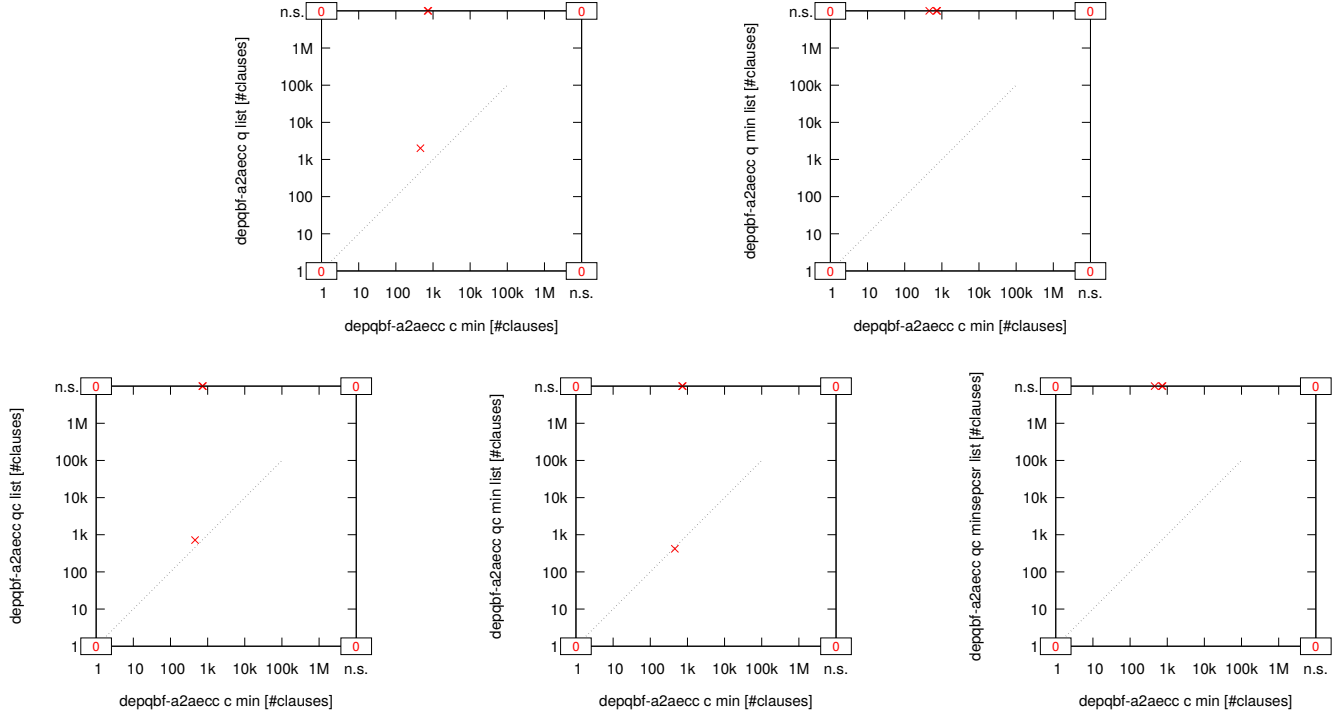 n.s.
0
0
1M
100k
10k
1k
100
10
1
0
0
1 10 100 1k 10k 100k 1M n.s.
depqbf-a2aecc q list [#clauses]
depqbf-a2aecc c min [#clauses]
n.s.
0
0
1M
100k
10k
1k
100
10
1
0
0
1 10 100 1k 10k 100k 1M n.s.
depqbf-a2aecc q min list [#clauses]
depqbf-a2aecc c min [#clauses]
n.s.
0
0
1M
100k
10k
1k
100
10
1
0
0
1 10 100 1k 10k 100k 1M n.s.
depqbf-a2aecc qc list [#clauses]
depqbf-a2aecc c min [#clauses]
n.s.
0
0
1M
100k
10k
1k
100
10
1
0
0
1 10 100 1k 10k 100k 1M n.s.
depqbf-a2aecc qc min list [#clauses]
depqbf-a2aecc c min [#clauses]
n.s.
0
0
1M
100k
10k
1k
100
10
1
0
0
1 10 100 1k 10k 100k 1M n.s.
depqbf-a2aecc qc minsepcsr list [#clauses]
depqbf-a2aecc c min [#clauses]